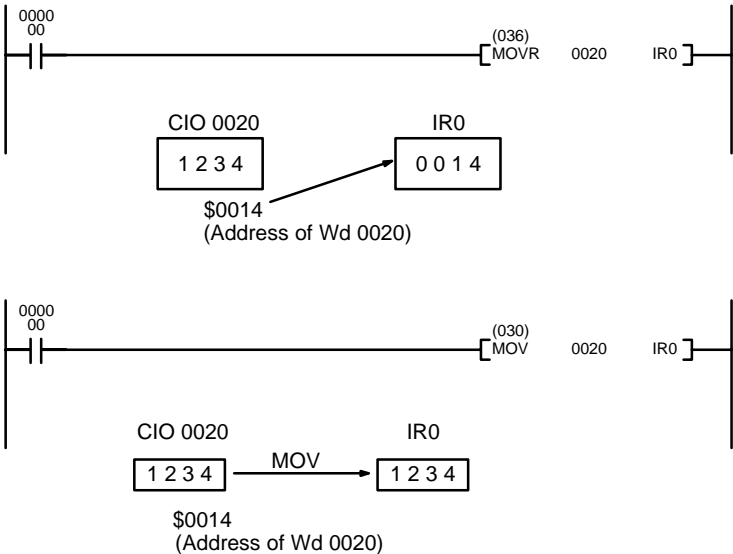 0000
00
(036)
MOVR 0020 IR0
CIO 0020 IR0
1 2 3 4 0 0 1 4
$0014
(Address of Wd 0020)
0000
00
(030)
MOV 0020 IR0
CIO 0020 IR0
1 2 3 4 MOV 1 2 3 4
$0014
(Address of Wd 0020)